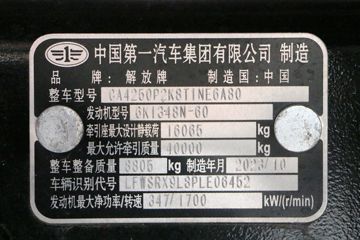 中国第一汽车集团有限公司 制造
品牌：解放牌 制造国：中国
整车型号 CA4250P2K8T1NE6A80
发动机型号 6K1348N-60
牵引座最大设计静载荷 16065 kg
最大允许牵引质量 40000 kg
整车整备质量 8805 kg 制造年月 2023/10
车辆识别代号 LFWSRX9L8PLE06452
发动机最大净功率/转速 347/1700 kW/(r/min)